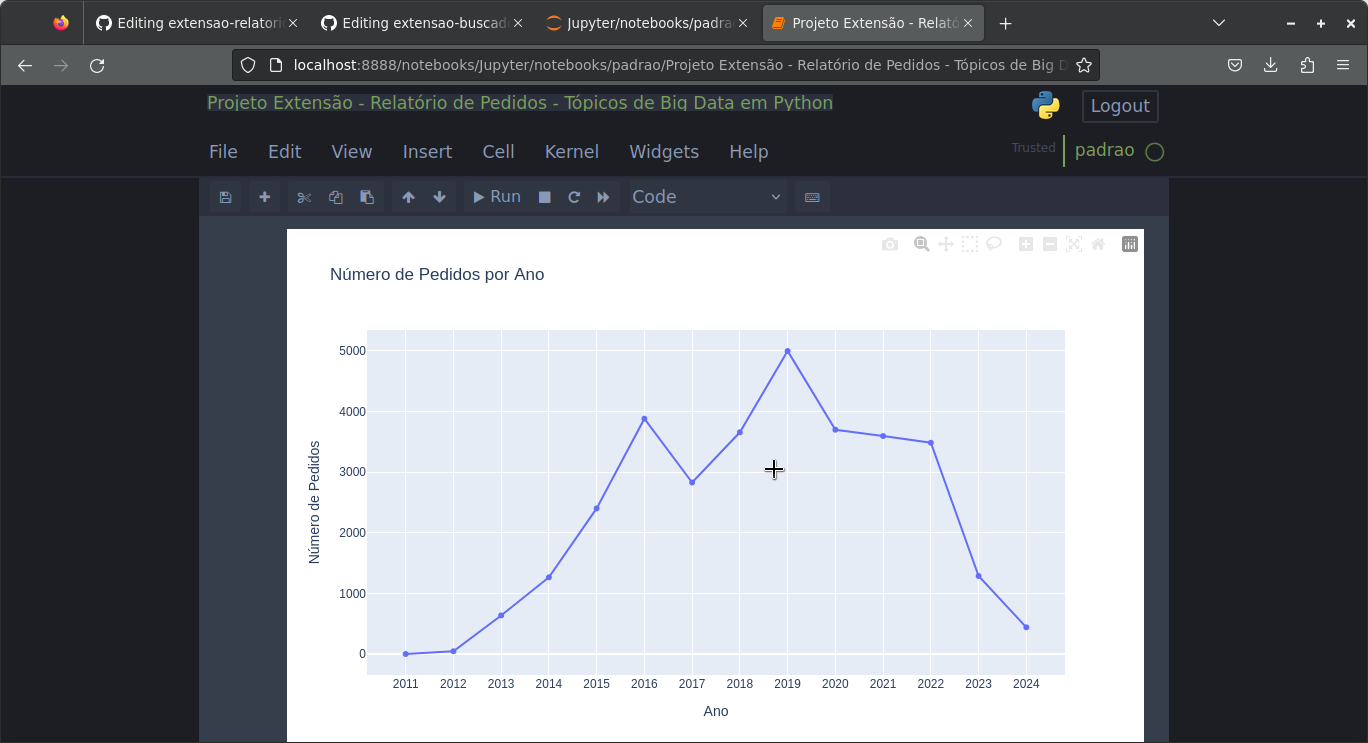 Editing extensao-relatori
Editing extensao-buscad
Jupyter/notebooks/padra
Projeto Extensão - Relató
localhost:8888/notebooks/Jupyter/notebooks/padrao/Projeto Extensão - Relatório de Pedidos - Tópicos de Big D
Projeto Extensão - Relatório de Pedidos - Tópicos de Big Data em Python
Logout
File Edit View Insert Cell Kernel Widgets Help
Trusted
padrao
Run
Code
Número de Pedidos por Ano
5000
4000
3000
2000
1000
0
Número de Pedidos
2011 2012 2013 2014 2015 2016 2017 2018 2019 2020 2021 2022 2023 2024
Ano